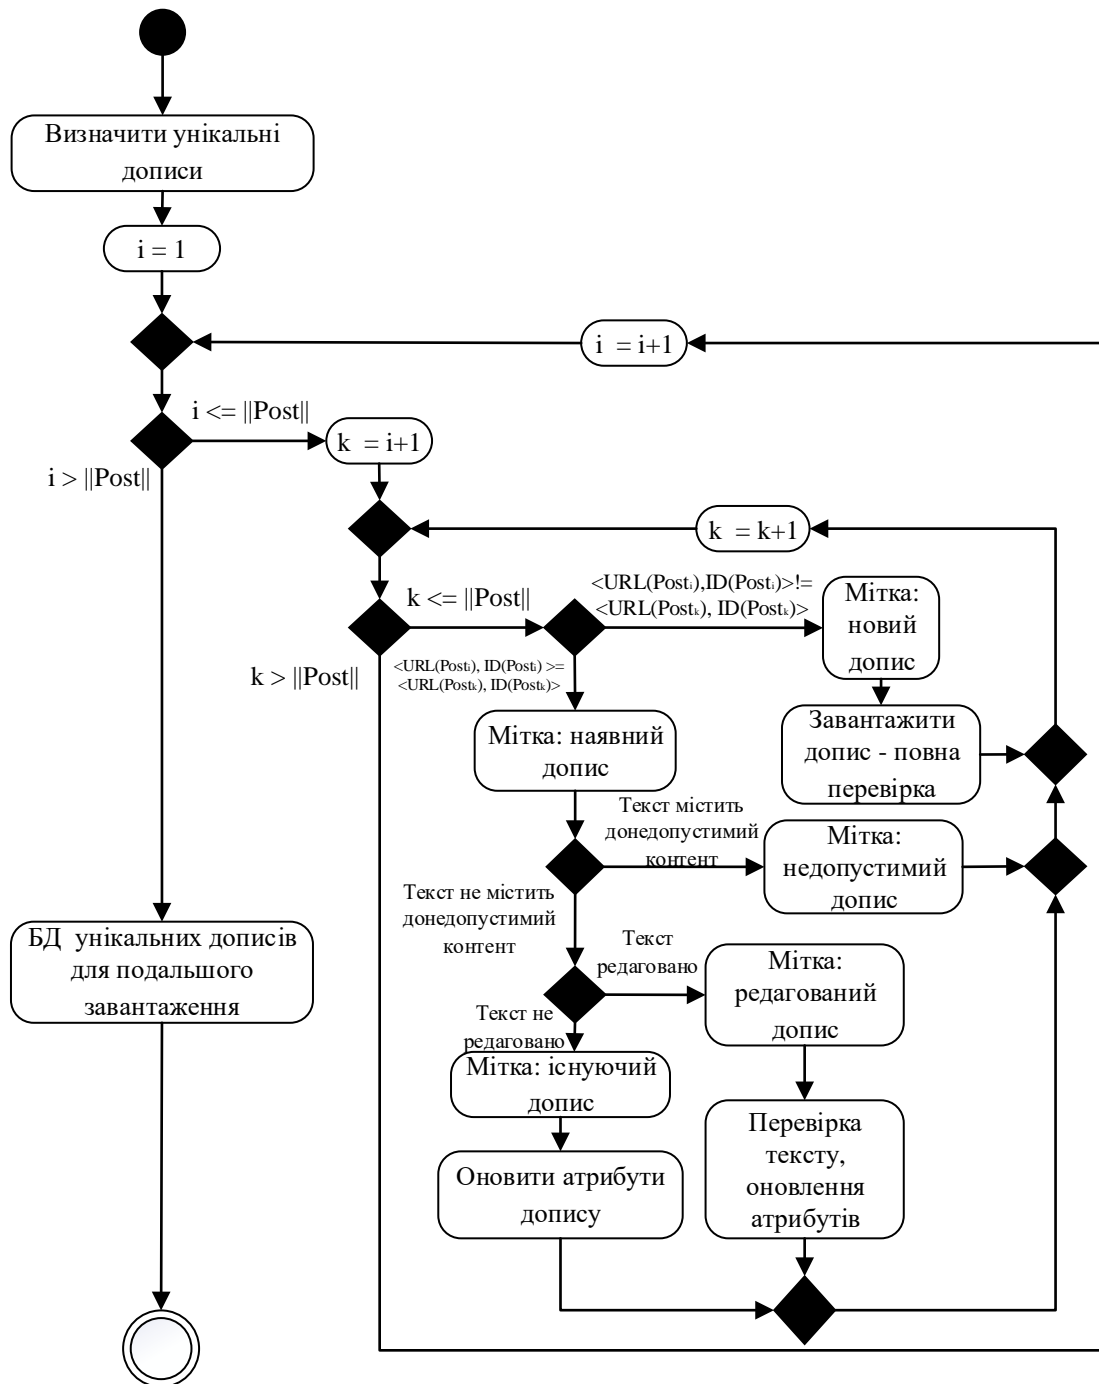 Визначити унікальні
дописи
i = 1
i = i+1
i <= ||Post||
k = i+1
i > ||Post||
k = k+1
<URL(Postᵢ),ID(Postᵢ)>!=
<URL(Postₖ), ID(Postₖ)>
k <= ||Post||
Мітка:
новий
допис
k > ||Post||
<URL(Postᵢ), ID(Postᵢ) >=
<URL(Postₖ), ID(Postₖ)>
Завантажити
допис - повна
перевірка
Мітка: наявний
допис
Текст містить
донедопустимий
контент
Мітка:
недопустимий
допис
Текст не містить
донедопустимий
контент
БД унікальних дописів
для подальшого
завантаження
Текст
редаговано
Мітка:
редагований
допис
Текст не
редаговано
Мітка: існуючий
допис
Перевірка
тексту,
оновлення
атрибутів
Оновити атрибути
допису